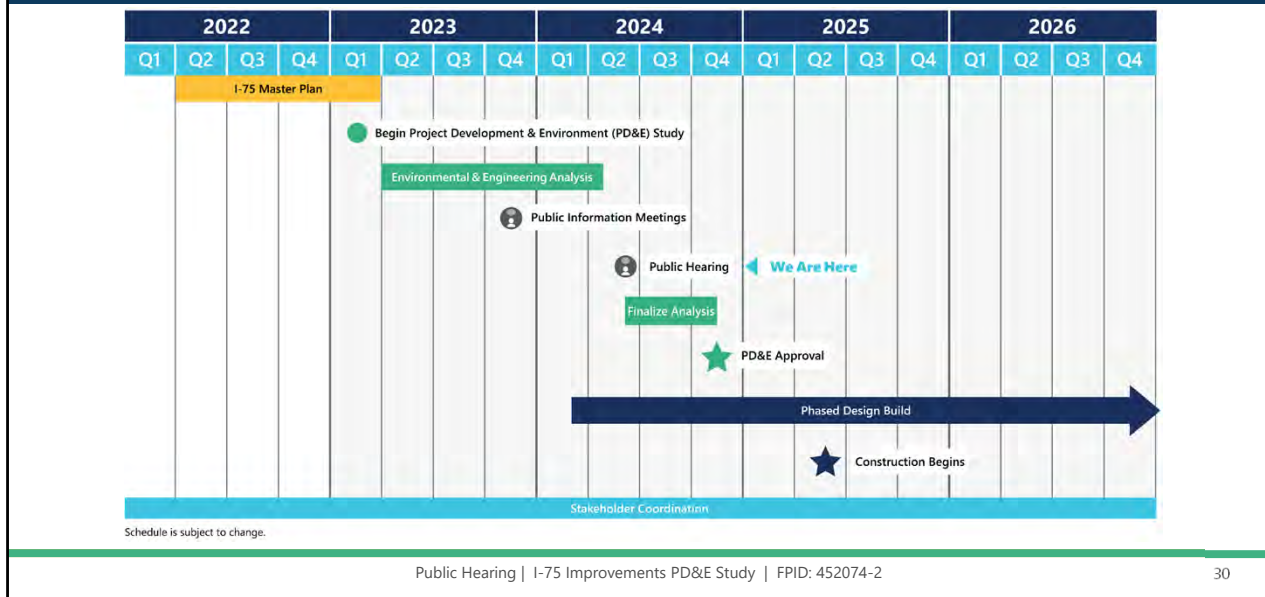 2022 2023 2024 2025 2026
Q1 Q2 Q3 Q4 Q1 Q2 Q3 Q4 Q1 Q2 Q3 Q4 Q1 Q2 Q3 Q4 Q1 Q2 Q3 Q4
I-75 Master Plan
Begin Project Development & Environment (PD&E) Study
Environmental & Engineering Analysis
Public Information Meetings
Public Hearing We Are Here
Finalize Analysis
PD&E Approval
Phased Design Build
Construction Begins
Stakeholder Coordination
Schedule is subject to change.
Public Hearing | I-75 Improvements PD&E Study | FPID: 452074-2 30